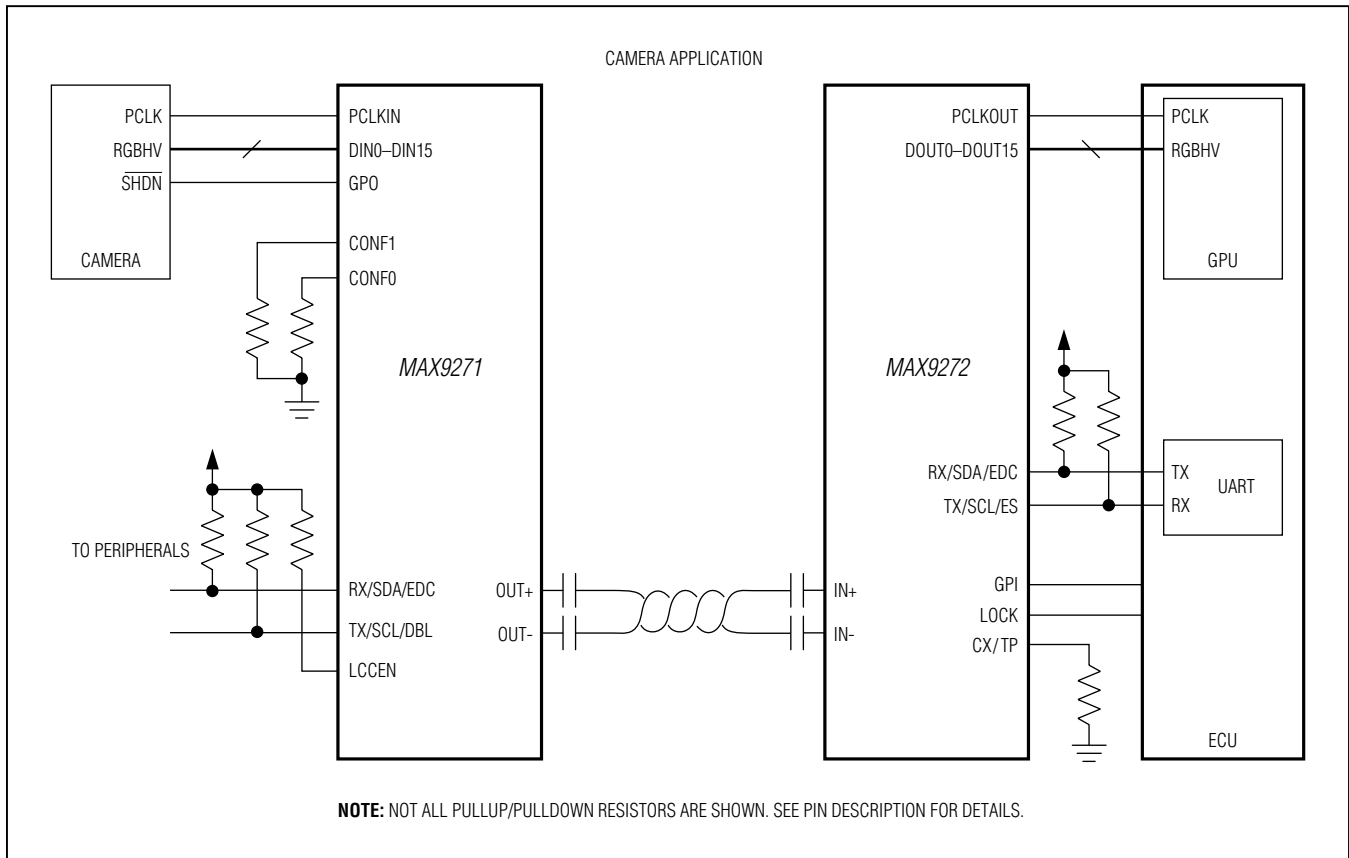 CAMERA APPLICATION
PCLK
RGBHV
SHDN
CAMERA
PCLKIN
DIN0–DIN15
GPO
CONF1
CONF0
MAX9271
TO PERIPHERALS
RX/SDA/EDC
TX/SCL/DBL
LCCEN
OUT+
OUT-
IN+
IN-
MAX9272
PCLKOUT
DOUT0–DOUT15
RX/SDA/EDC
TX/SCL/ES
GPI
LOCK
CX/TP
PCLK
RGBHV
GPU
TX
RX
UART
ECU
NOTE: NOT ALL PULLUP/PULLDOWN RESISTORS ARE SHOWN. SEE PIN DESCRIPTION FOR DETAILS.